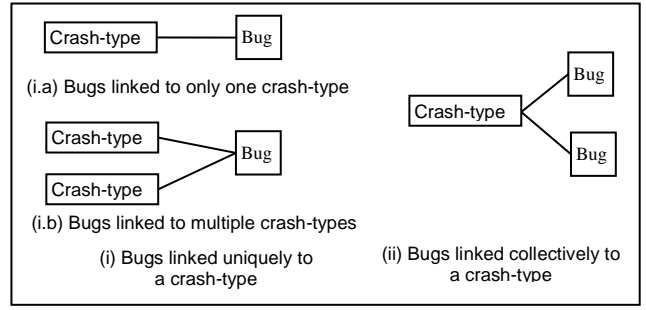 Crash-type
Bug
(i.a) Bugs linked to only one crash-type
Crash-type
Bug
Crash-type
(i.b) Bugs linked to multiple crash-types
(i) Bugs linked uniquely to
a crash-type
Bug
Crash-type
Bug
(ii) Bugs linked collectively to
a crash-type